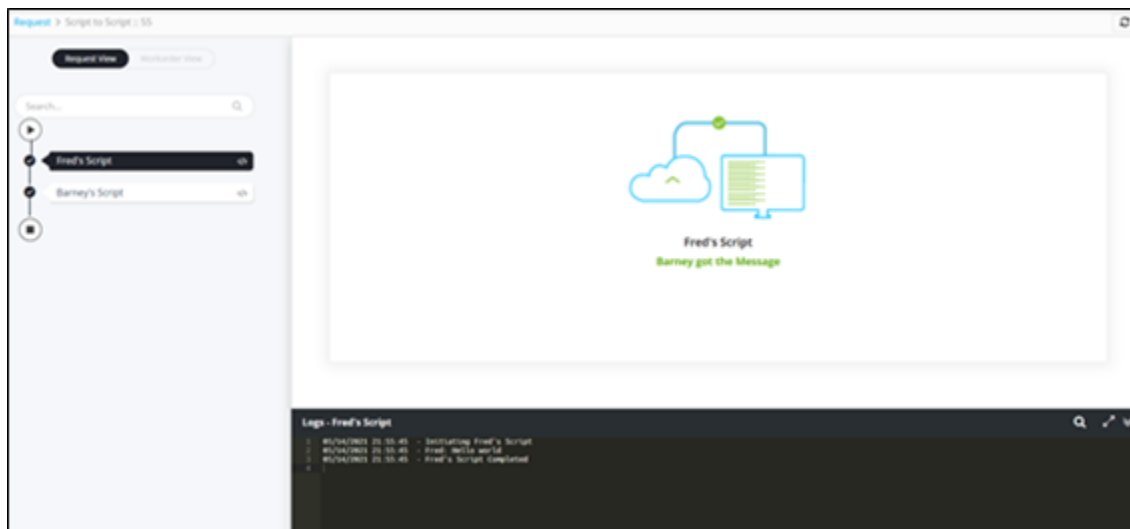 Request > Script to Script :: 55
Request View Workorder View
Search...
Fred's Script </>
Barney's Script </>
Fred's Script
Barney got the Message
Logs - Fred's Script
1 05/14/2021 21:55:45 - Initiating Fred's Script
2 05/14/2021 21:55:45 - Fred: Hello world
3 05/14/2021 21:55:45 - Fred's Script Completed
4